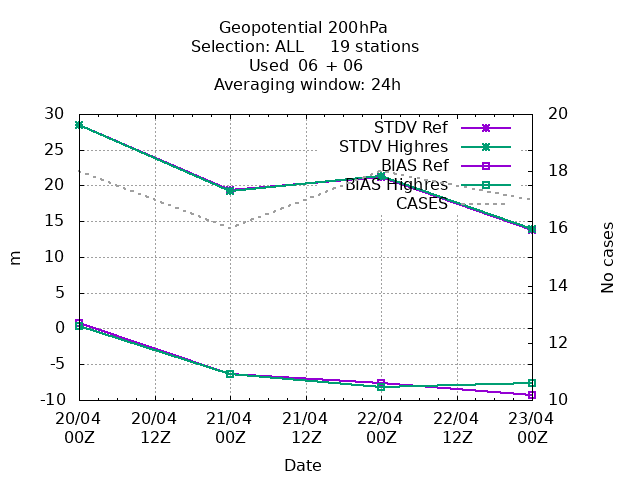 Geopotential 200hPa
Selection: ALL 19 stations
Used 06 + 06
Averaging window: 24h
STDV Ref
STDV Highres
BIAS Ref
BIAS Highres
CASES
30
25
20
15
10
5
0
-5
-10
m
20
18
16
14
12
10
No cases
20/04 20/04 21/04 21/04 22/04 22/04 23/04
00Z 12Z 00Z 12Z 00Z 12Z 00Z
Date